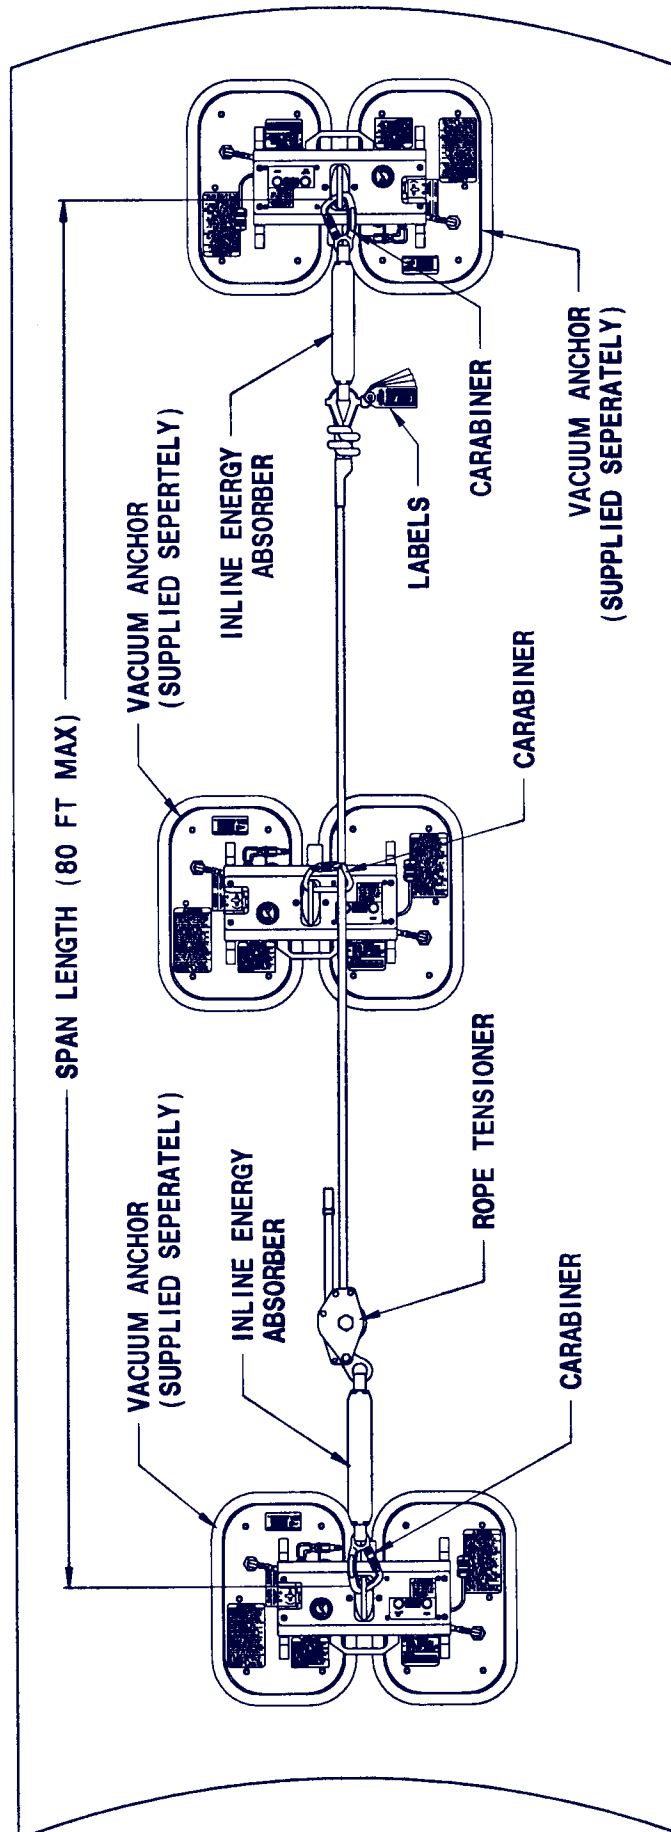 SPAN LENGTH (80 FT MAX)
VACUUM ANCHOR
(SUPPLIED SEPERATELY)
VACUUM ANCHOR
(SUPPLIED SEPERTELY)
INLINE ENERGY
ABSORBER
INLINE ENERGY
ABSORBER
LABELS
CARABINER
ROPE TENSIONER
CARABINER
CARABINER
VACUUM ANCHOR
(SUPPLIED SEPERATELY)